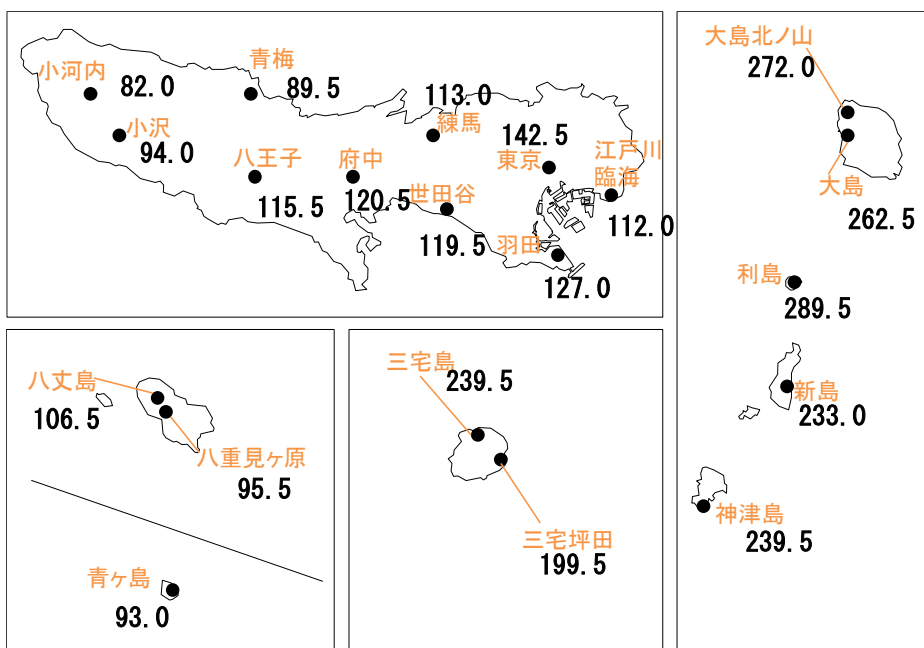 小河内
82.0
青梅
89.5
小沢
94.0
八王子
115.5
府中
120.5
113.0
練馬
世田谷
119.5
142.5
東京
江戸川
臨海
112.0
羽田
127.0
大島北ノ山
272.0
大島
262.5
利島
289.5
新島
233.0
神津島
239.5
八丈島
106.5
八重見ヶ原
95.5
青ヶ島
93.0
三宅島
239.5
三宅坪田
199.5